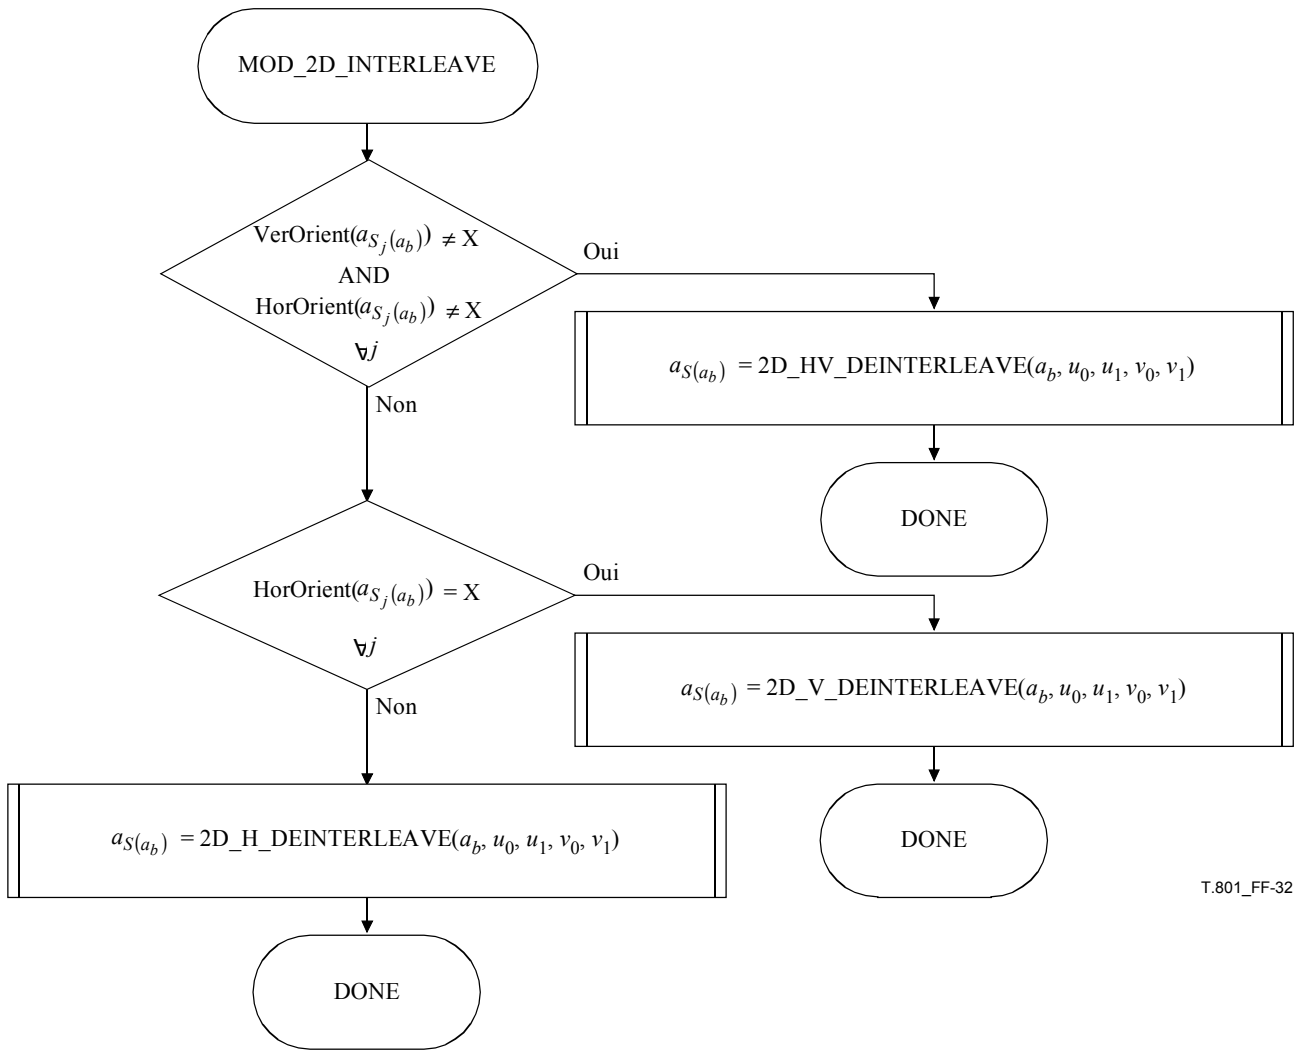 MOD_2D_INTERLEAVE
VerOrient(a_{S_j(a_b)}) ≠ X
AND
HorOrient(a_{S_j(a_b)}) ≠ X
∀j
Oui
a_{S(a_b)} = 2D_HV_DEINTERLEAVE(a_b, u_0, u_1, v_0, v_1)
Non
DONE
HorOrient(a_{S_j(a_b)}) = X
∀j
Oui
a_{S(a_b)} = 2D_V_DEINTERLEAVE(a_b, u_0, u_1, v_0, v_1)
Non
DONE
a_{S(a_b)} = 2D_H_DEINTERLEAVE(a_b, u_0, u_1, v_0, v_1)
T.801_FF-32
DONE